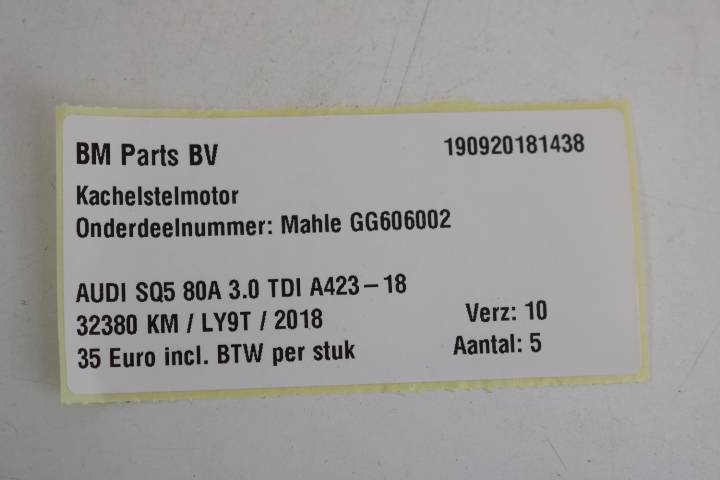 BM Parts BV 190920181438
Kachelstelmotor
Onderdeelnummer: Mahle GG606002
AUDI SQ5 80A 3.0 TDI A423-18
32380 KM / LY9T / 2018 Verz: 10
35 Euro incl. BTW per stuk Aantal: 5